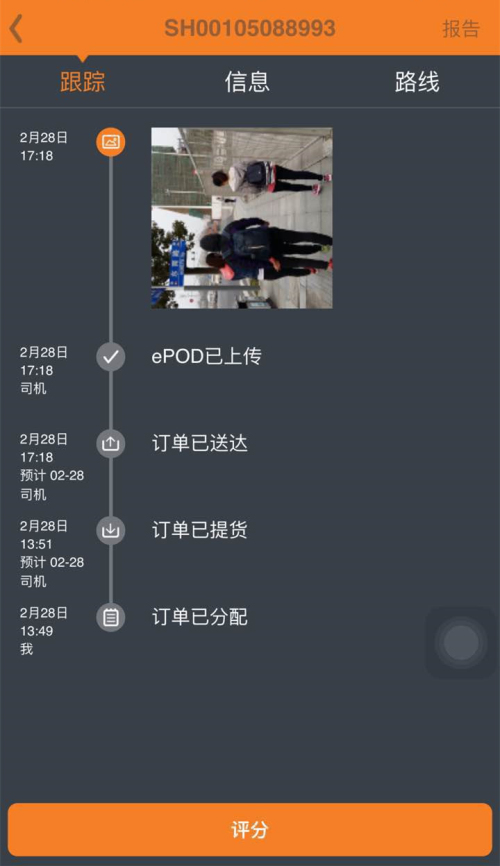 SH00105088993
报告
跟踪
信息
路线
2月28日
17:18
2月28日
17:18
司机
ePOD已上传
2月28日
17:18
预计 02-28
司机
订单已送达
2月28日
13:51
预计 02-28
司机
订单已提货
2月28日
13:49
我
订单已分配
评分